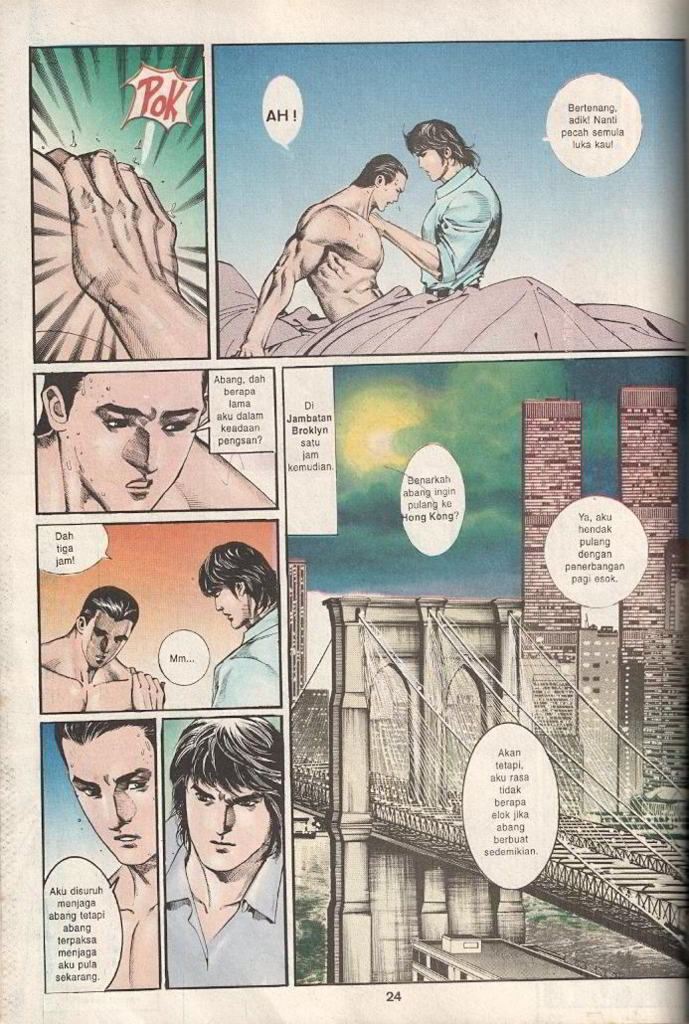 POK
AH!
Bertenang,
adik! Nanti
pecah semula
luka kau!
Abang, dah
berapa
lama
aku dalam
keadaan
pengsan?
Dah
tiga
jam!
Mm...
Aku disuruh
menjaga
abang tetapi
abang
terpaksa
menjaga
aku pula
sekarang.
Di
Jambatan
Broklyn
satu
jam
kemudian.
Benarkah
abang ingin
pulang ke
Hong Kong?
Ya, aku
hendak
pulang
dengan
penerbangan
pagi esok.
Akan
tetapi,
aku rasa
tidak
berapa
elok jika
abang
berbuat
sedemikian.
24